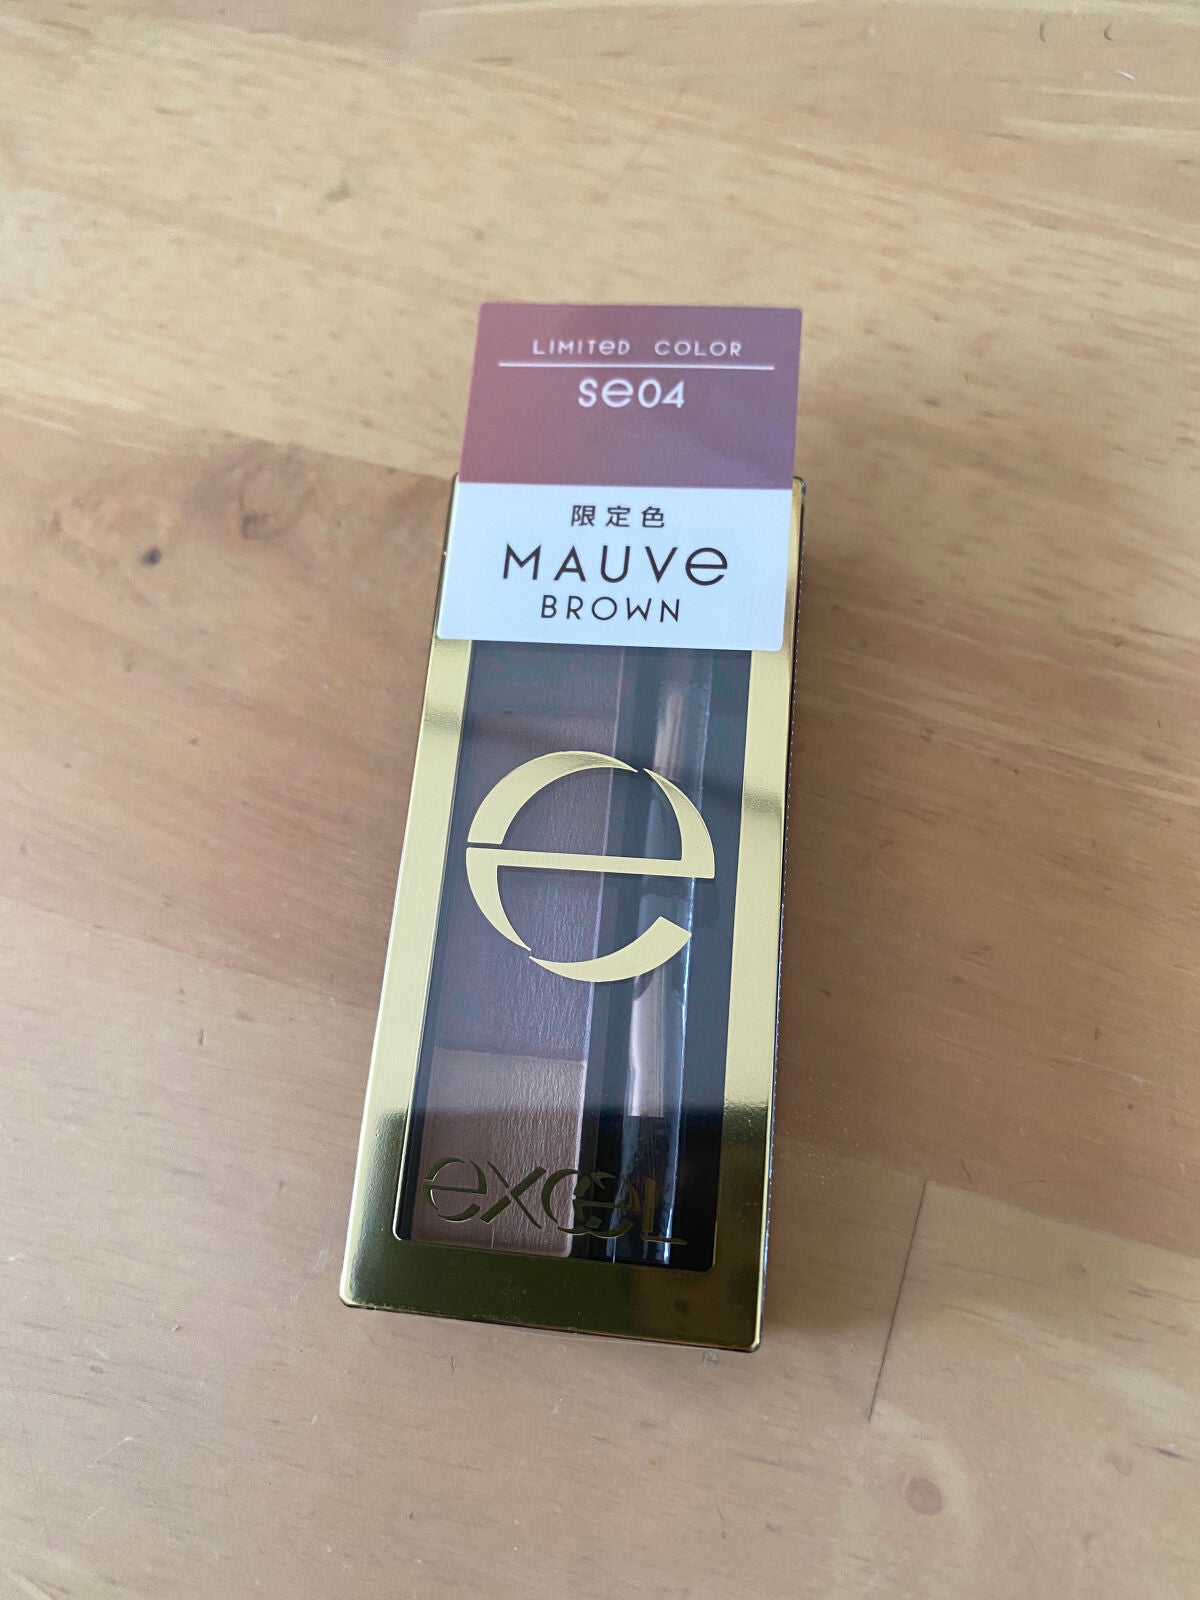 LIMITeD COLOR
se04
限定色
MAUVe
BROWN
e
excel